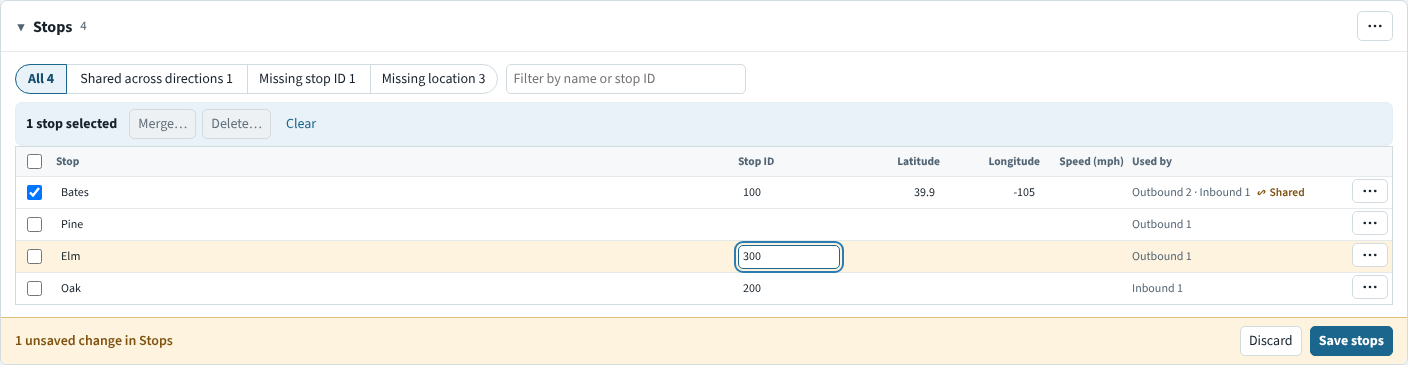 ▼ Stops 4 ...
All 4 Shared across directions 1 Missing stop ID 1 Missing location 3 Filter by name or stop ID
1 stop selected Merge… Delete… Clear
Stop Stop ID Latitude Longitude Speed (mph) Used by
Bates 100 39.9 -105 Outbound 2 · Inbound 1 Shared ...
Pine Outbound 1 ...
Elm 300 Outbound 1 ...
Oak 200 Inbound 1 ...
1 unsaved change in Stops Discard Save stops